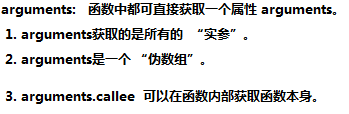 arguments: 函数中都可直接获取一个属性 arguments。
1. arguments获取的是所有的 “实参”。
2. arguments是一个 “伪数组”。
3. arguments.callee 可以在函数内部获取函数本身。